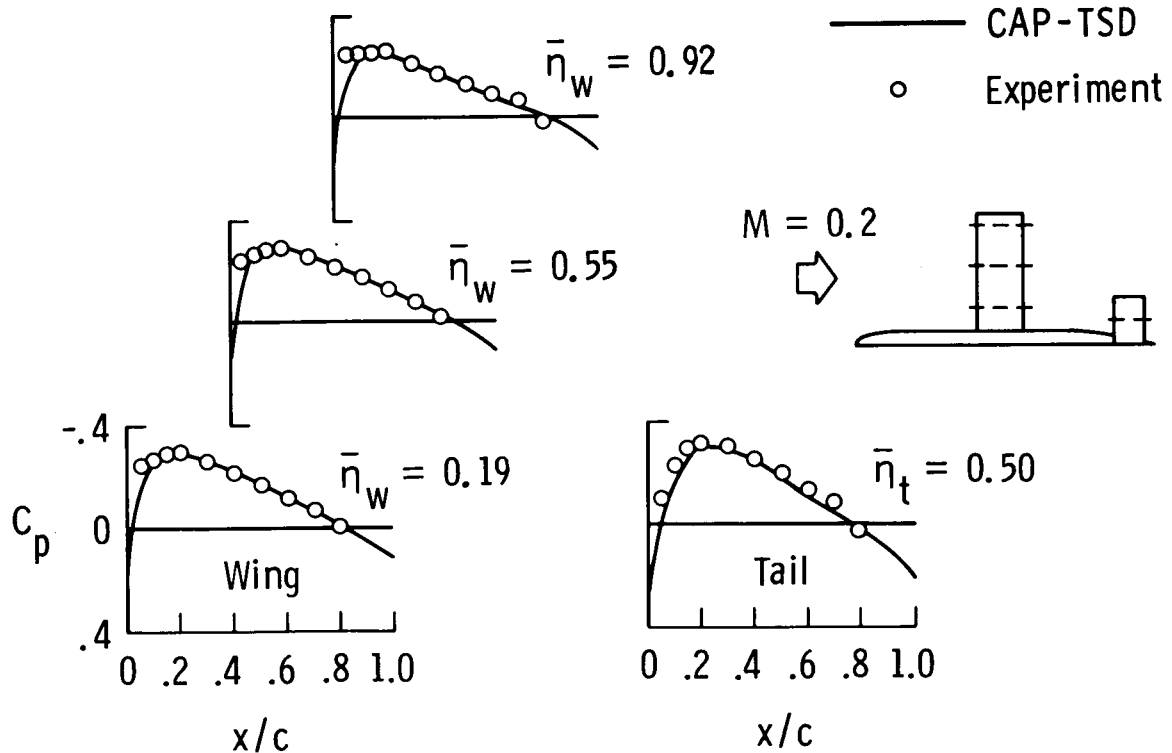 CAP-TSD
Experiment
η̄w = 0.92
M = 0.2
η̄w = 0.55
-.4
0
.4
Cp
η̄w = 0.19
Wing
0 .2 .4 .6 .8 1.0
x/c
η̄t = 0.50
Tail
0 .2 .4 .6 .8 1.0
x/c